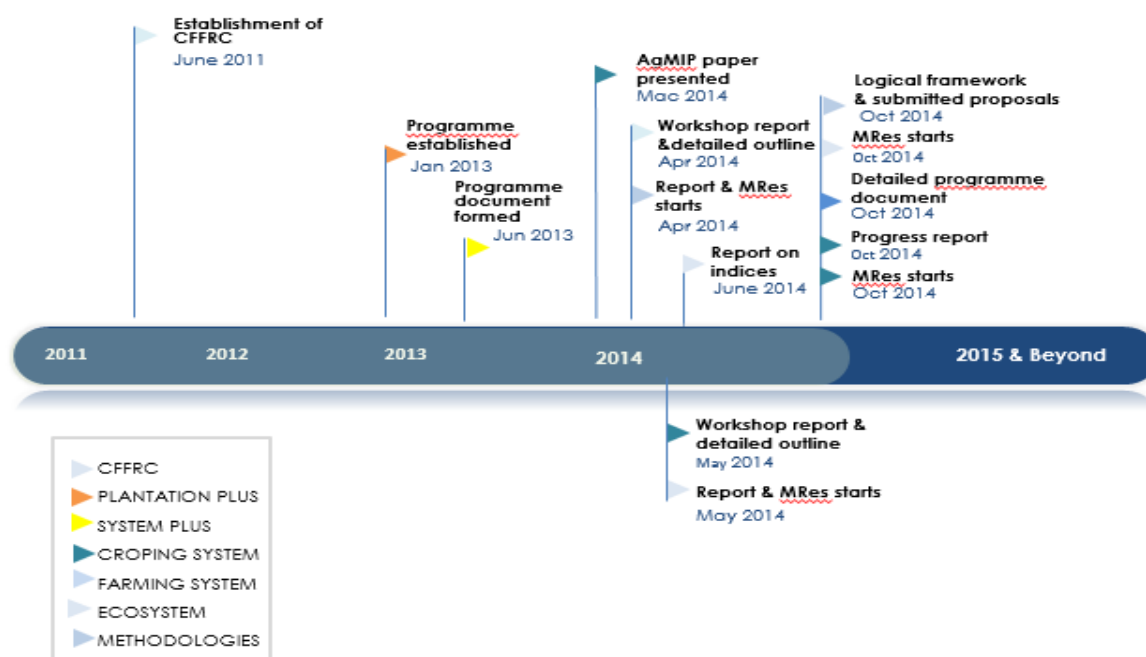 Establishment of
CFFRC
June 2011
Programme
established
Jan 2013
Programme
document
formed
Jun 2013
AgMIP paper
presented
Mac 2014
Workshop report
&detailed outline
Apr 2014
Report & MRes
starts
Apr 2014
Report on
indices
June 2014
Logical framework
& submitted proposals
Oct 2014
MRes starts
Oct 2014
Detailed programme
document
Oct 2014
Progress report
Oct 2014
MRes starts
Oct 2014
2011
2012
2013
2014
2015 & Beyond
Workshop report &
detailed outline
May 2014
Report & MRes starts
May 2014
CFFRC
PLANTATION PLUS
SYSTEM PLUS
CROPING SYSTEM
FARMING SYSTEM
ECOSYSTEM
METHODOLOGIES